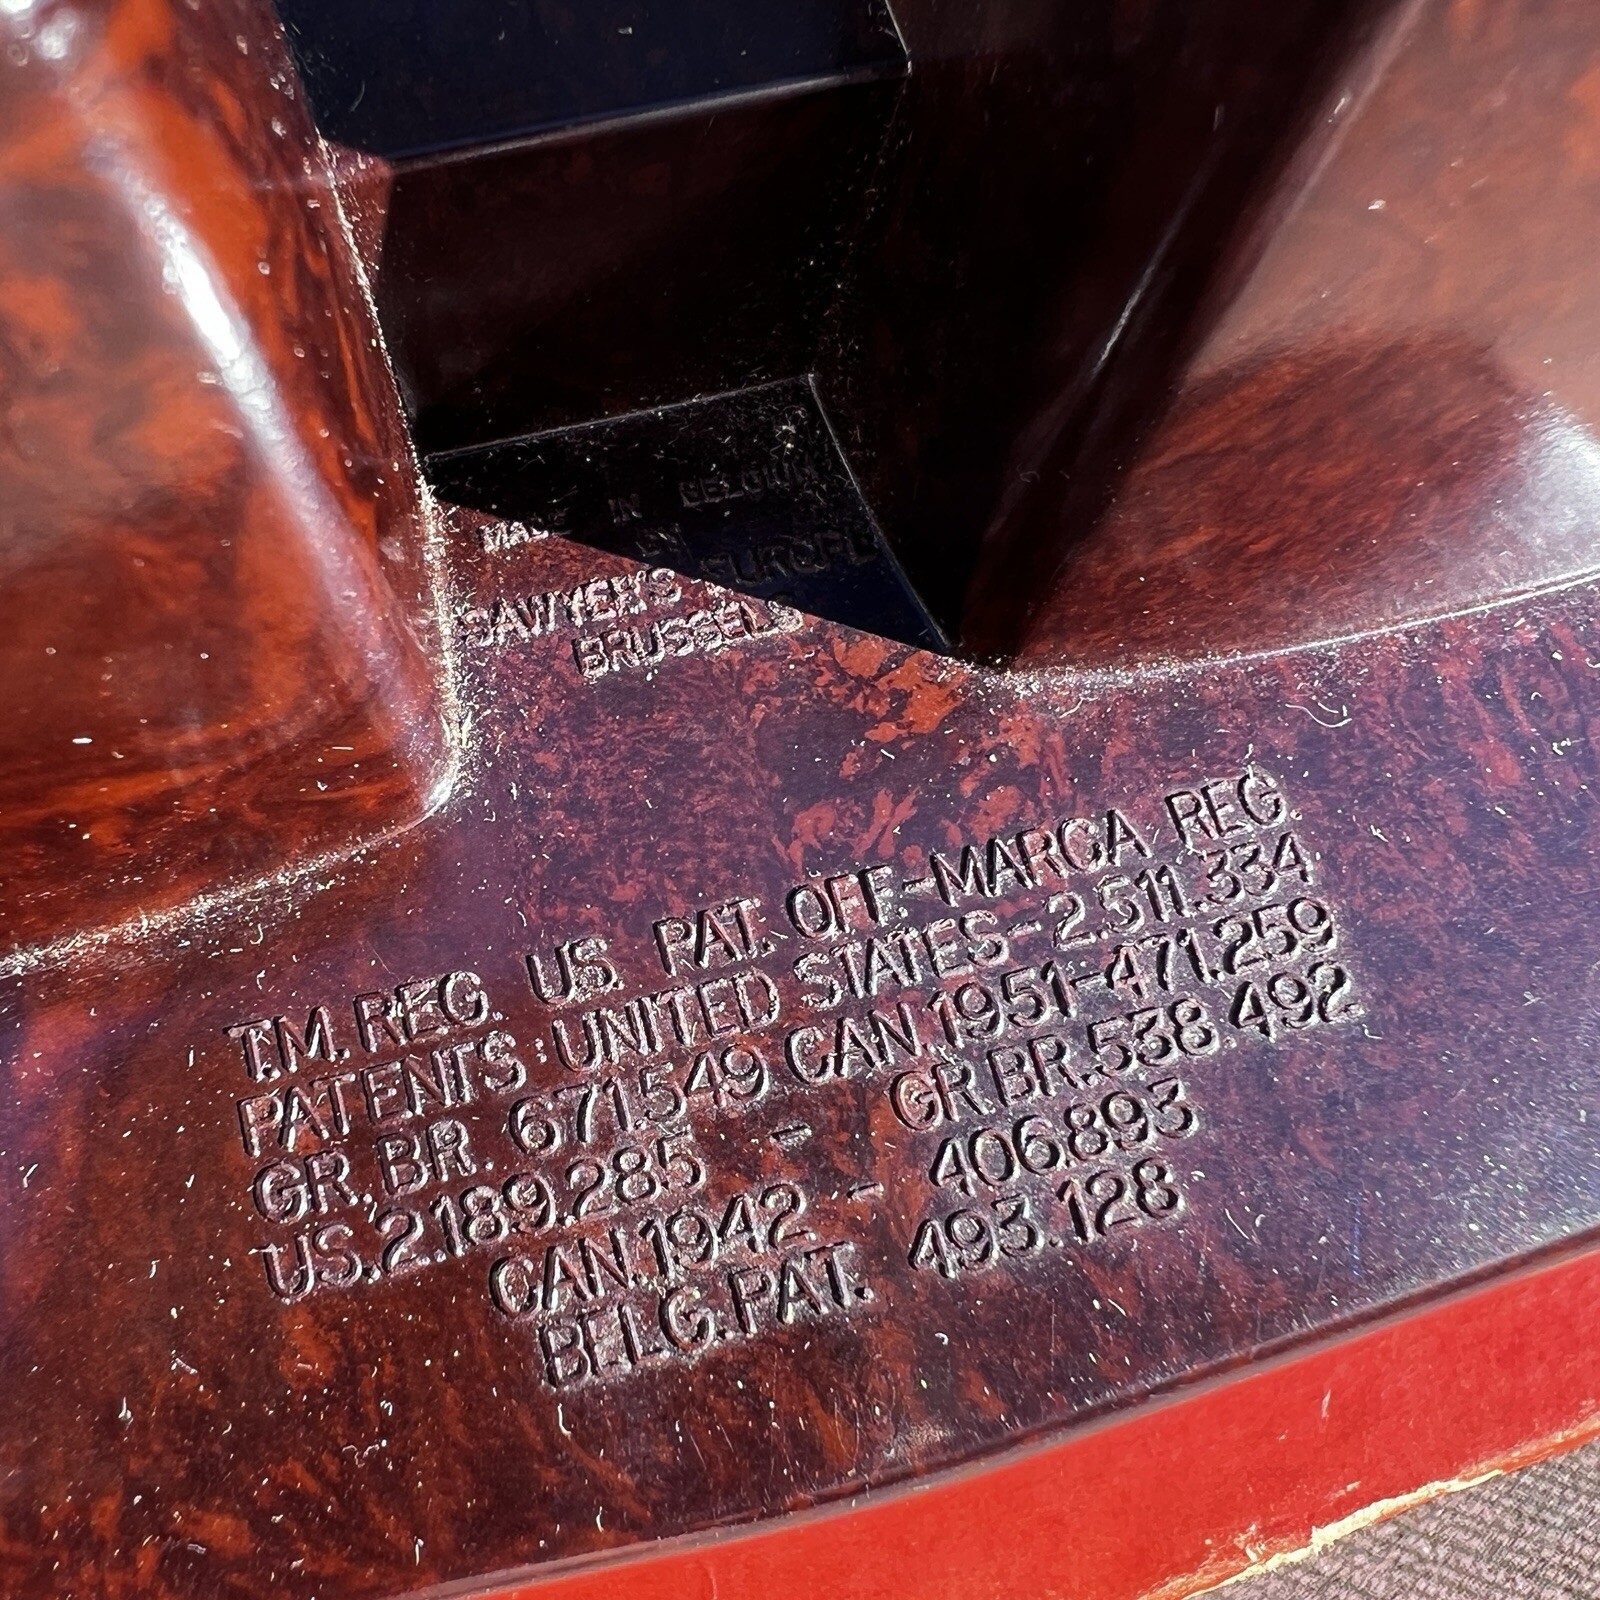 MADE IN BELGIUM
BY
SAWYER'S EUROPE
BRUSSELS
T.M. REG. US. PAT. OFF.-MARCA REG.
PATENTS: UNITED STATES-2.511.334
GR. BR. 671.549 CAN.1951-471.259
US.2.189.285 - GR.BR.538.492
CAN.1942 - 406.893
BELG.PAT. 493.128